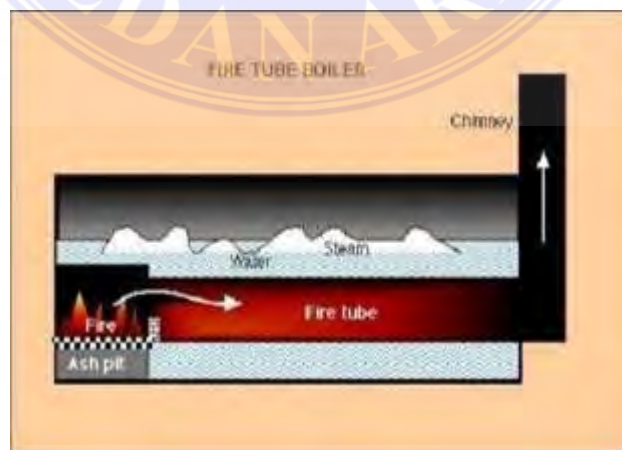 FIRE TUBE BOILER
Chimney
Steam
Water
Fire tube
Fire
Ash pit